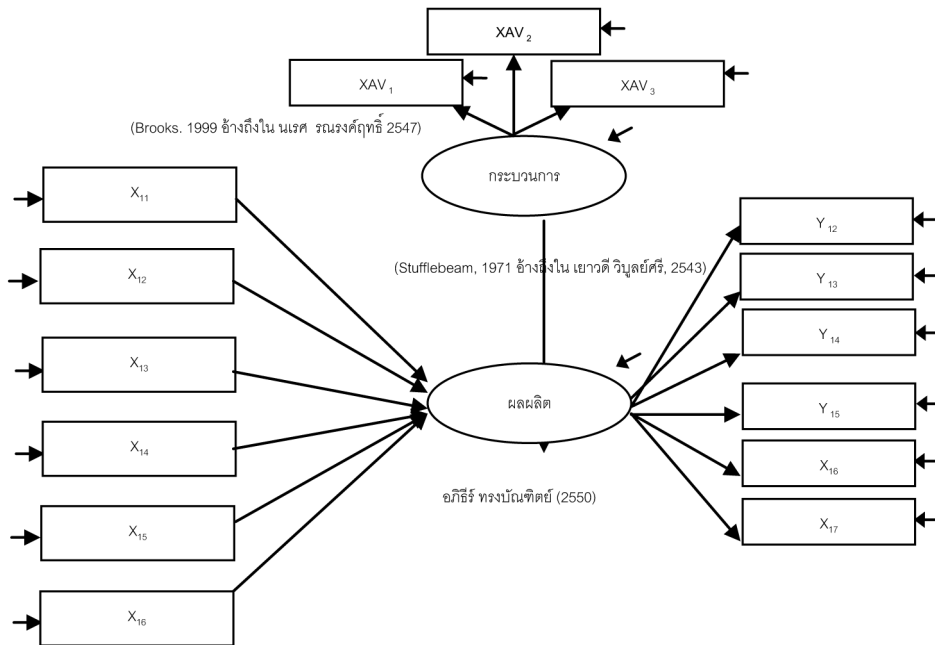 XAV₂
XAV₁
XAV₃
(Brooks. 1999 อ้างถึงใน นเรศ รณรงค์ฤทธิ์ 2547)
กระบวนการ
X₁₁
X₁₂
X₁₃
X₁₄
X₁₅
X₁₆
(Stufflebeam, 1971 อ้างถึงใน เยาวดี วิบูลย์ศรี, 2543)
ผลผลิต
อภิธีร์ ทรงบัณฑิตย์ (2550)
Y₁₂
Y₁₃
Y₁₄
Y₁₅
X₁₆
X₁₇